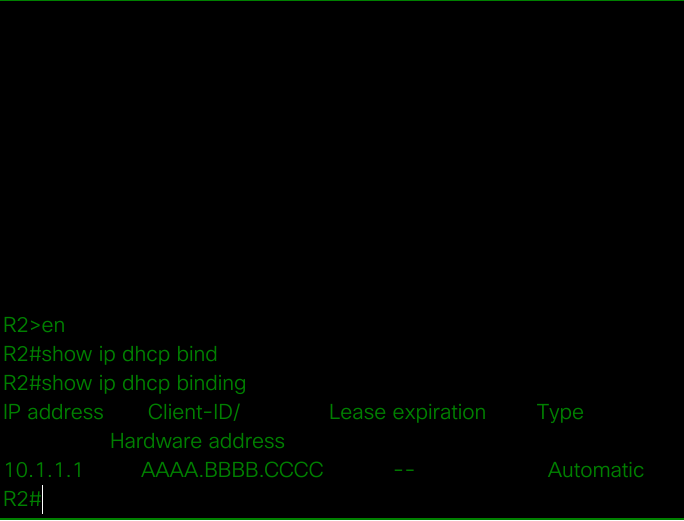 R2>en
R2#show ip dhcp bind
R2#show ip dhcp binding
IP address Client-ID/ Lease expiration Type
Hardware address
10.1.1.1 AAAA.BBBB.CCCC -- Automatic
R2#